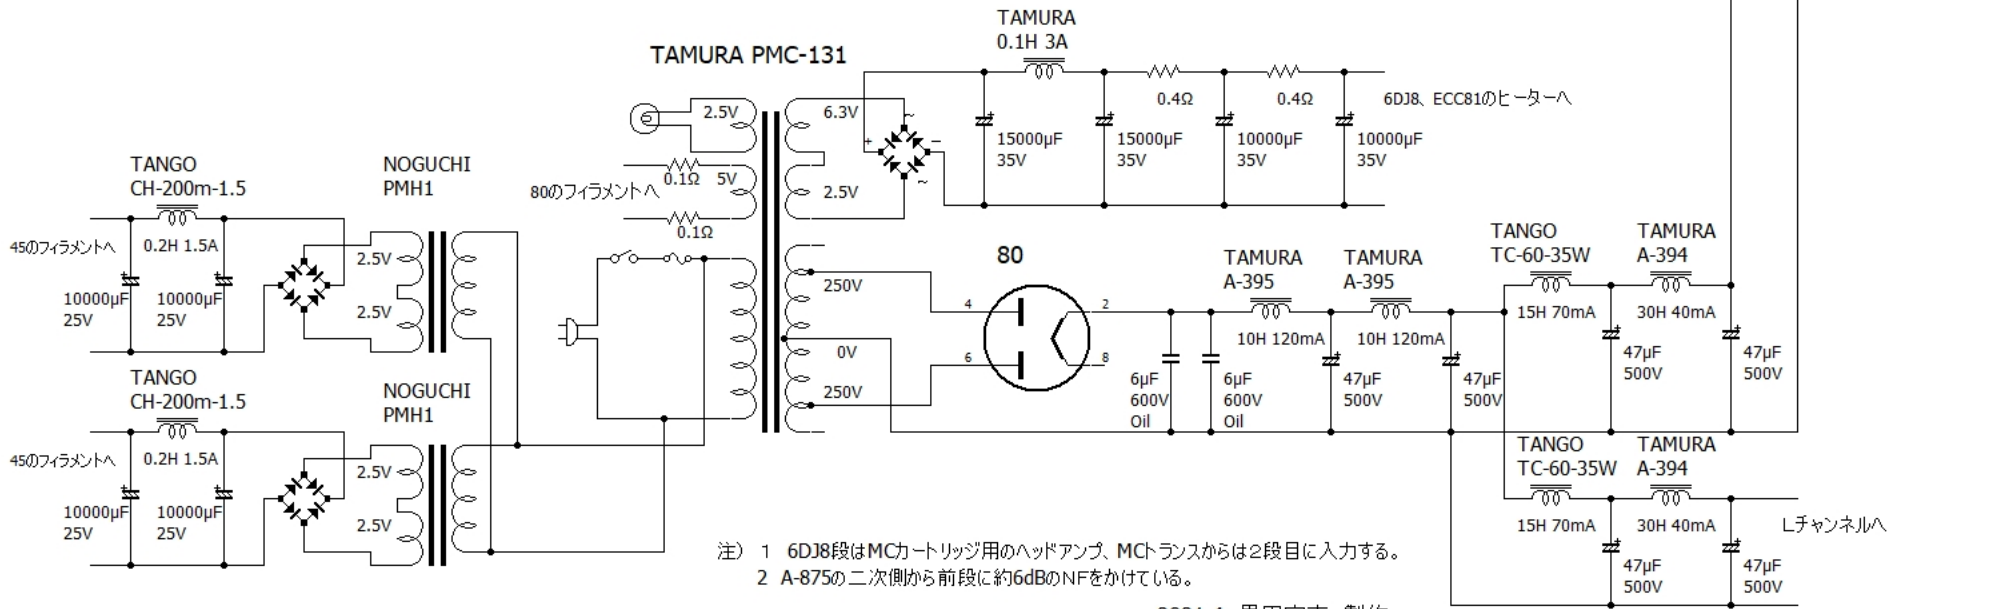 TAMURA
0.1H 3A
TAMURA PMC-131
2.5V
6.3V
0.4Ω
0.4Ω
6DJ8、ECC81のヒーターへ
+
−
~
~
15000μF
35V
15000μF
35V
10000μF
35V
10000μF
35V
0.1Ω
5V
80のフィラメントへ
0.1Ω
2.5V
TANGO
CH-200m-1.5
NOGUCHI
PMH1
45のフィラメントへ
0.2H 1.5A
2.5V
10000μF
25V
10000μF
25V
2.5V
250V
0V
250V
80
4
2
6
8
TAMURA
A-395
TAMURA
A-395
10H 120mA
10H 120mA
6μF
600V
Oil
6μF
600V
Oil
47μF
500V
47μF
500V
TANGO
TC-60-35W
TAMURA
A-394
15H 70mA
30H 40mA
47μF
500V
47μF
500V
TANGO
CH-200m-1.5
NOGUCHI
PMH1
45のフィラメントへ
0.2H 1.5A
2.5V
10000μF
25V
10000μF
25V
2.5V
TANGO
TC-60-35W
TAMURA
A-394
15H 70mA
30H 40mA
Lチャンネルへ
47μF
500V
47μF
500V
注） 1 6DJ8段はMCカートリッジ用のヘッドアンプ、MCトランスからは2段目に入力する。
2 A-875の二次側から前段に約6dBのNFをかけている。